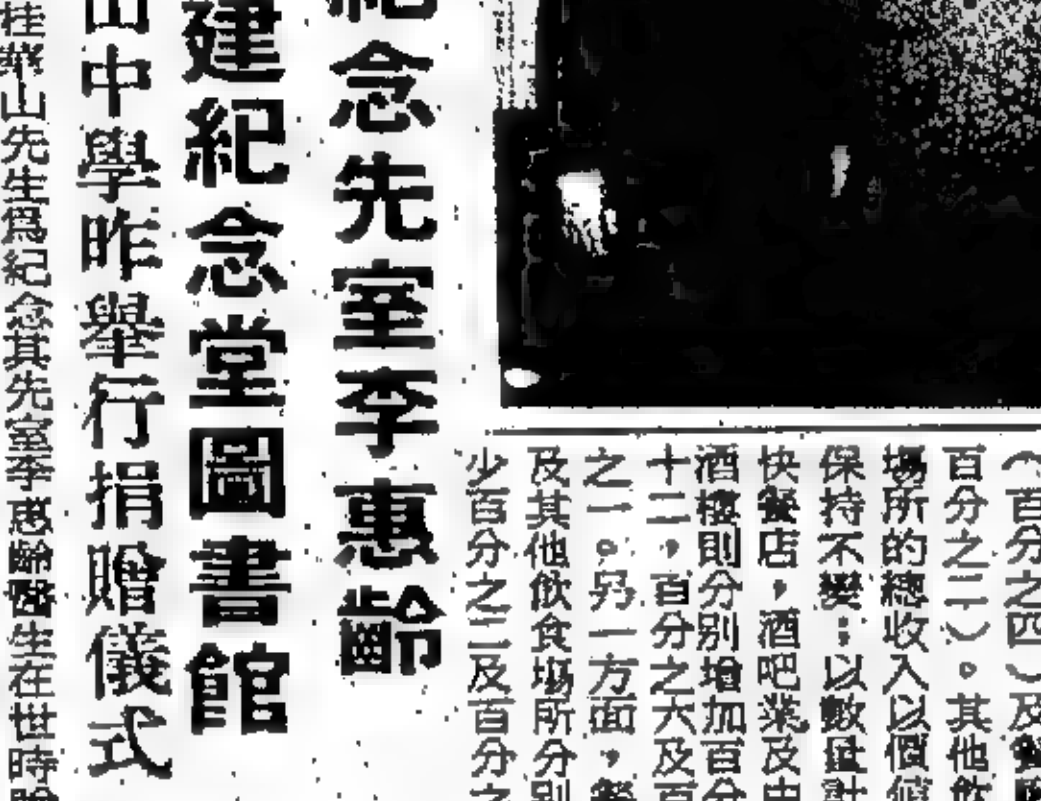 百分之四)及
百分之二)。其他飲
場所的總收入以價值
保持不變;以數量計
快餐店,酒吧業及中
酒樓則分别增加百分
十二,百分之六及百
之一。另一方面,餐
及其他飲食場所分别
少百分之二及百分之
紀念先室李惠齡
建紀念堂圖書館
山中學昨舉行捐贈儀式
桂華山先生爲紀念其先室李惠齡醫生在世時